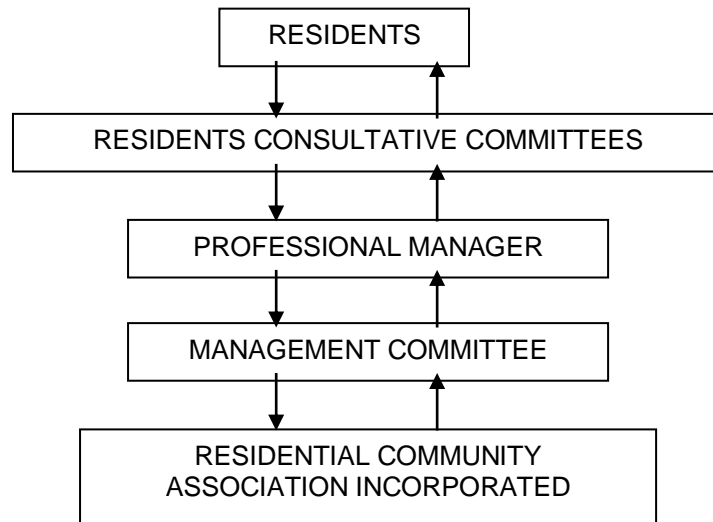 RESIDENTS
RESIDENTS CONSULTATIVE COMMITTEES
PROFESSIONAL MANAGER
MANAGEMENT COMMITTEE
RESIDENTIAL COMMUNITY
ASSOCIATION INCORPORATED